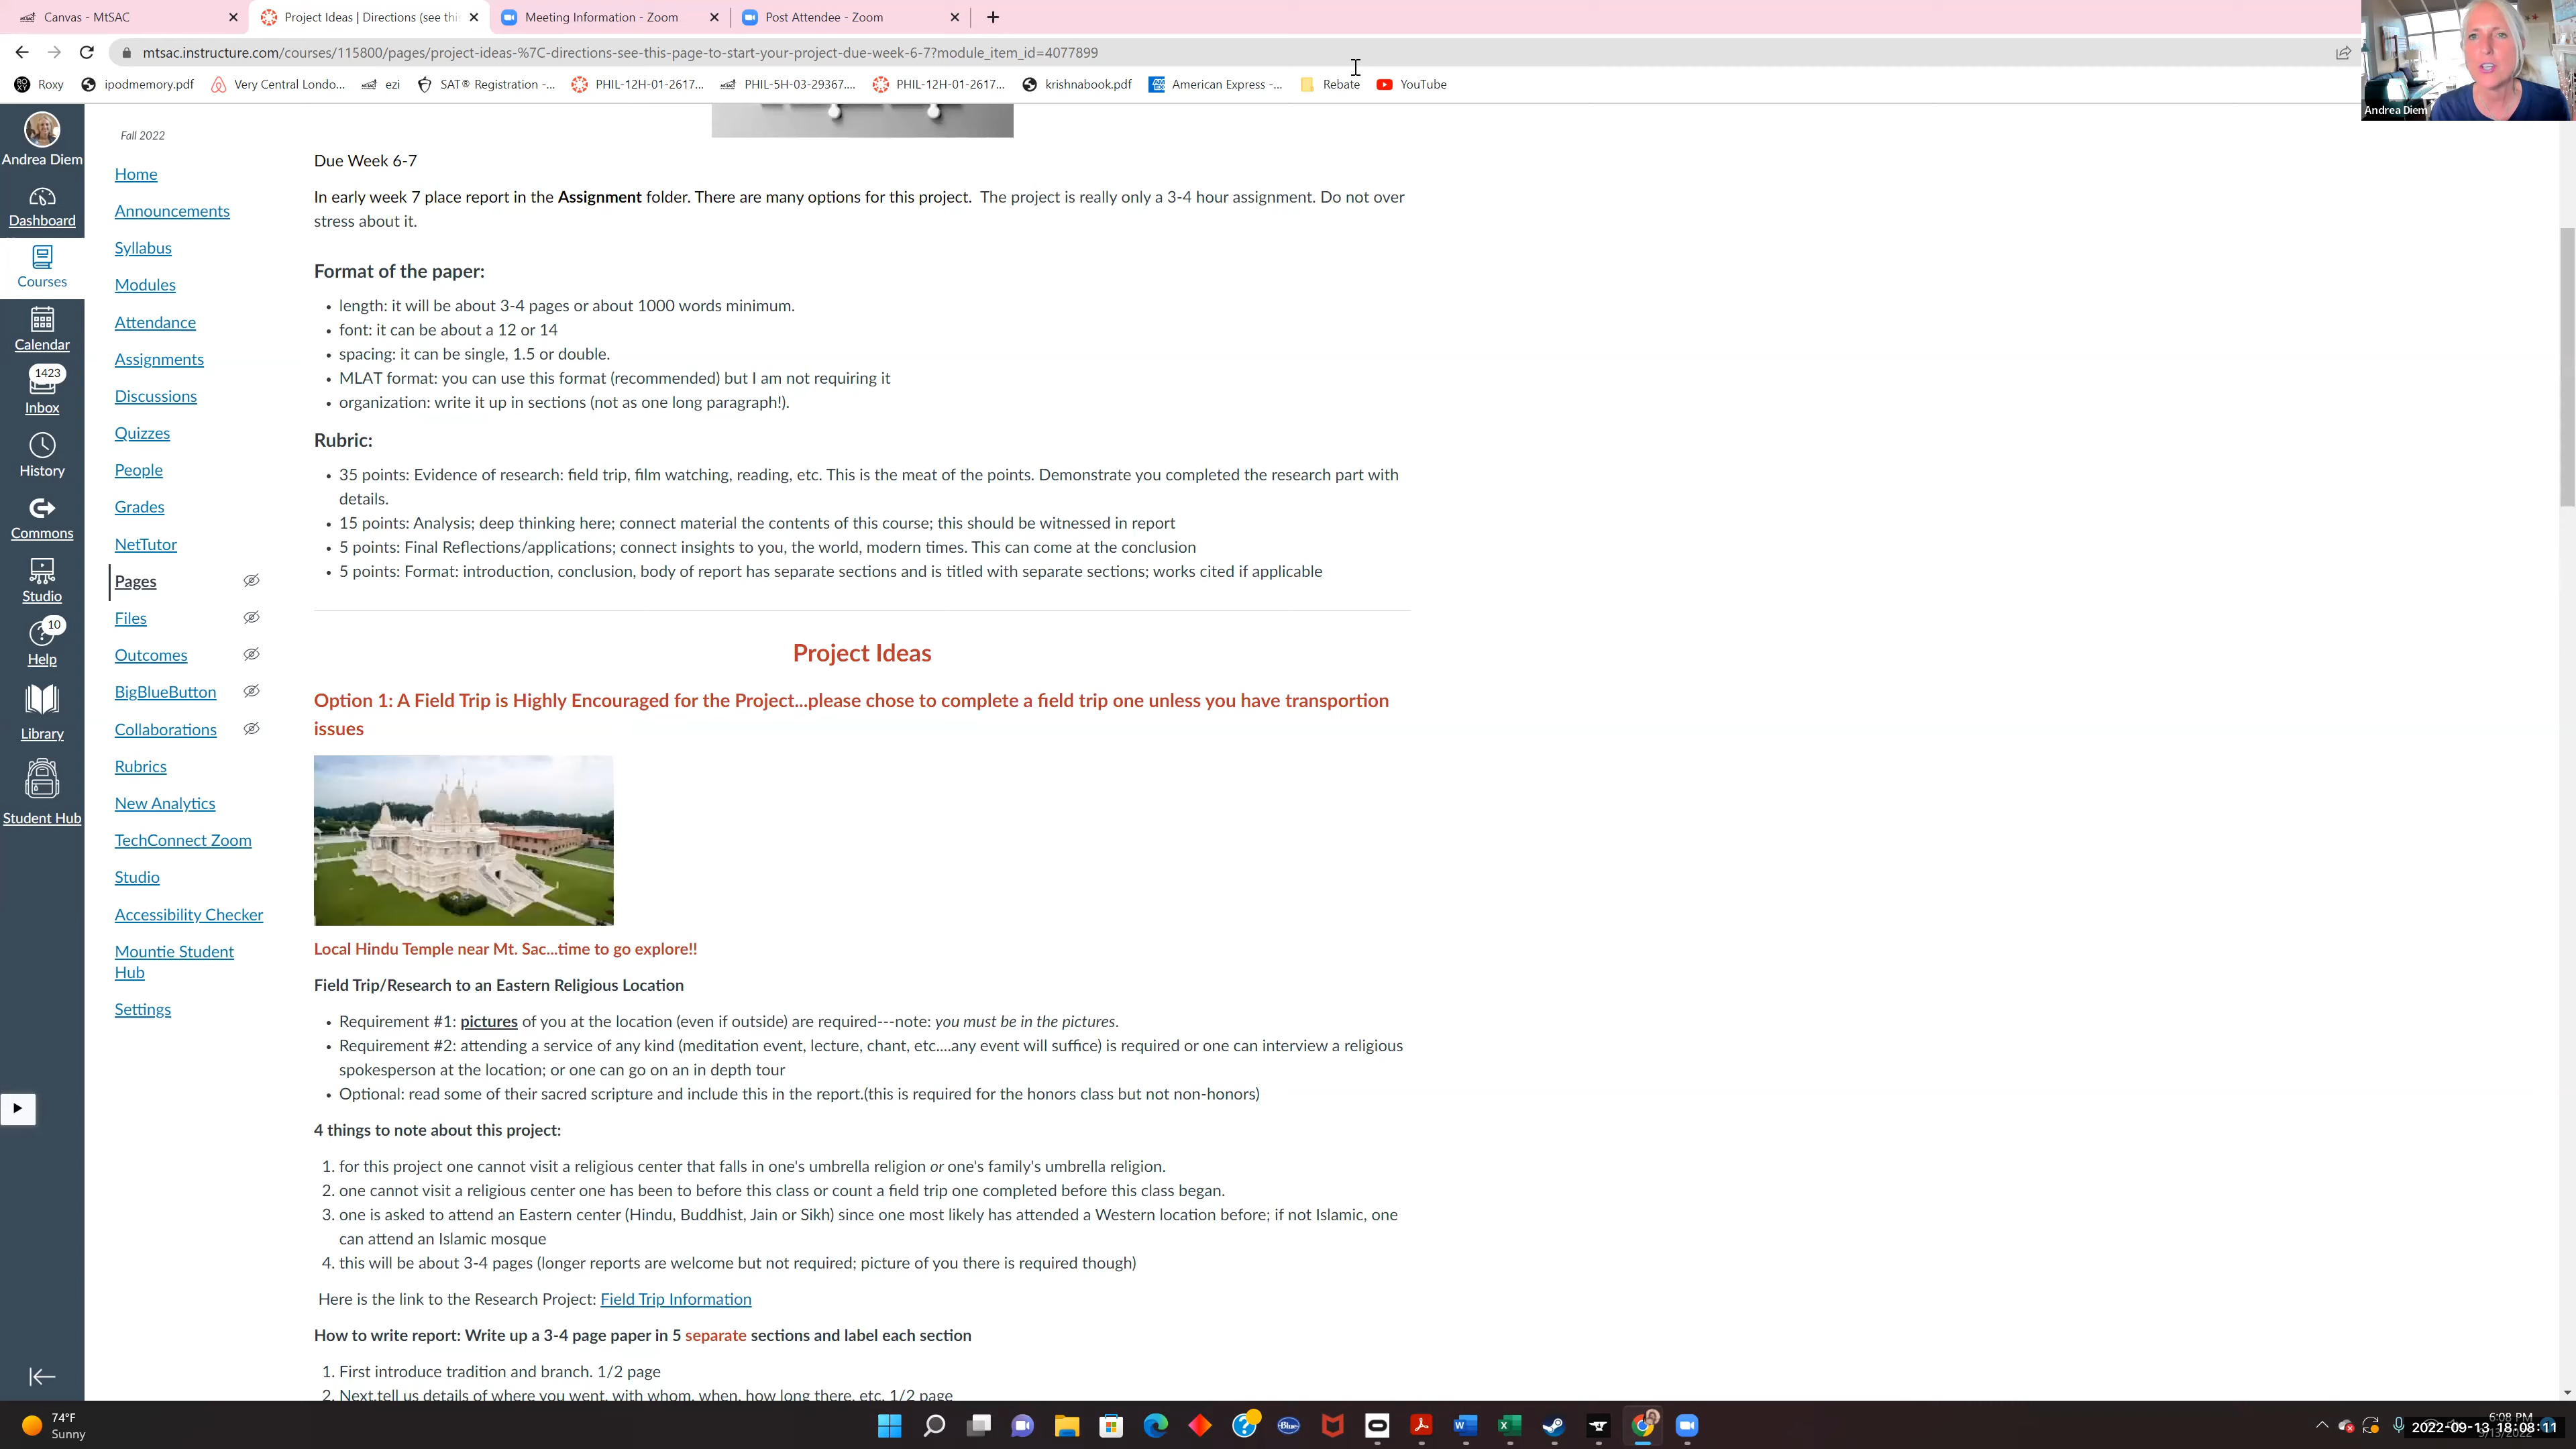 Canvas - MtSAC
Project Ideas | Directions (see thi
Meeting Information - Zoom
Post Attendee - Zoom
mtsac.instructure.com/courses/115800/pages/project-ideas-%7C-directions-see-this-page-to-start-your-project-due-week-6-7?module_item_id=4077899
Roxy
ipodmemory.pdf
Very Central Londo...
ezi
SAT® Registration -...
PHIL-12H-01-2617...
PHIL-5H-03-29367....
PHIL-12H-01-2617...
krishnabook.pdf
American Express -...
Rebate
YouTube
Andrea Diem
Andrea Diem
Dashboard
Courses
Calendar
1423
Inbox
History
Commons
Studio
10
Help
Library
Student Hub
Fall 2022
Home
Announcements
Syllabus
Modules
Attendance
Assignments
Discussions
Quizzes
People
Grades
NetTutor
Pages
Files
Outcomes
BigBlueButton
Collaborations
Rubrics
New Analytics
TechConnect Zoom
Studio
Accessibility Checker
Mountie Student
Hub
Settings
Due Week 6-7
In early week 7 place report in the Assignment folder. There are many options for this project. The project is really only a 3-4 hour assignment. Do not over
stress about it.
Format of the paper:
• length: it will be about 3-4 pages or about 1000 words minimum.
• font: it can be about a 12 or 14
• spacing: it can be single, 1.5 or double.
• MLAT format: you can use this format (recommended) but I am not requiring it
• organization: write it up in sections (not as one long paragraph!).
Rubric:
• 35 points: Evidence of research: field trip, film watching, reading, etc. This is the meat of the points. Demonstrate you completed the research part with
details.
• 15 points: Analysis; deep thinking here; connect material the contents of this course; this should be witnessed in report
• 5 points: Final Reflections/applications; connect insights to you, the world, modern times. This can come at the conclusion
• 5 points: Format: introduction, conclusion, body of report has separate sections and is titled with separate sections; works cited if applicable
Project Ideas
Option 1: A Field Trip is Highly Encouraged for the Project...please chose to complete a field trip one unless you have transportion
issues
Local Hindu Temple near Mt. Sac...time to go explore!!
Field Trip/Research to an Eastern Religious Location
• Requirement #1: pictures of you at the location (even if outside) are required---note: you must be in the pictures.
• Requirement #2: attending a service of any kind (meditation event, lecture, chant, etc....any event will suffice) is required or one can interview a religious
spokesperson at the location; or one can go on an in depth tour
• Optional: read some of their sacred scripture and include this in the report.(this is required for the honors class but not non-honors)
4 things to note about this project:
1. for this project one cannot visit a religious center that falls in one's umbrella religion or one's family's umbrella religion.
2. one cannot visit a religious center one has been to before this class or count a field trip one completed before this class began.
3. one is asked to attend an Eastern center (Hindu, Buddhist, Jain or Sikh) since one most likely has attended a Western location before; if not Islamic, one
can attend an Islamic mosque
4. this will be about 3-4 pages (longer reports are welcome but not required; picture of you there is required though)
Here is the link to the Research Project: Field Trip Information
How to write report: Write up a 3-4 page paper in 5 separate sections and label each section
1. First introduce tradition and branch. 1/2 page
2. Next,tell us details of where you went, with whom, when, how long there, etc. 1/2 page
74°F
Sunny
Blue
6:08 PM
2022-09-13 18:08:11